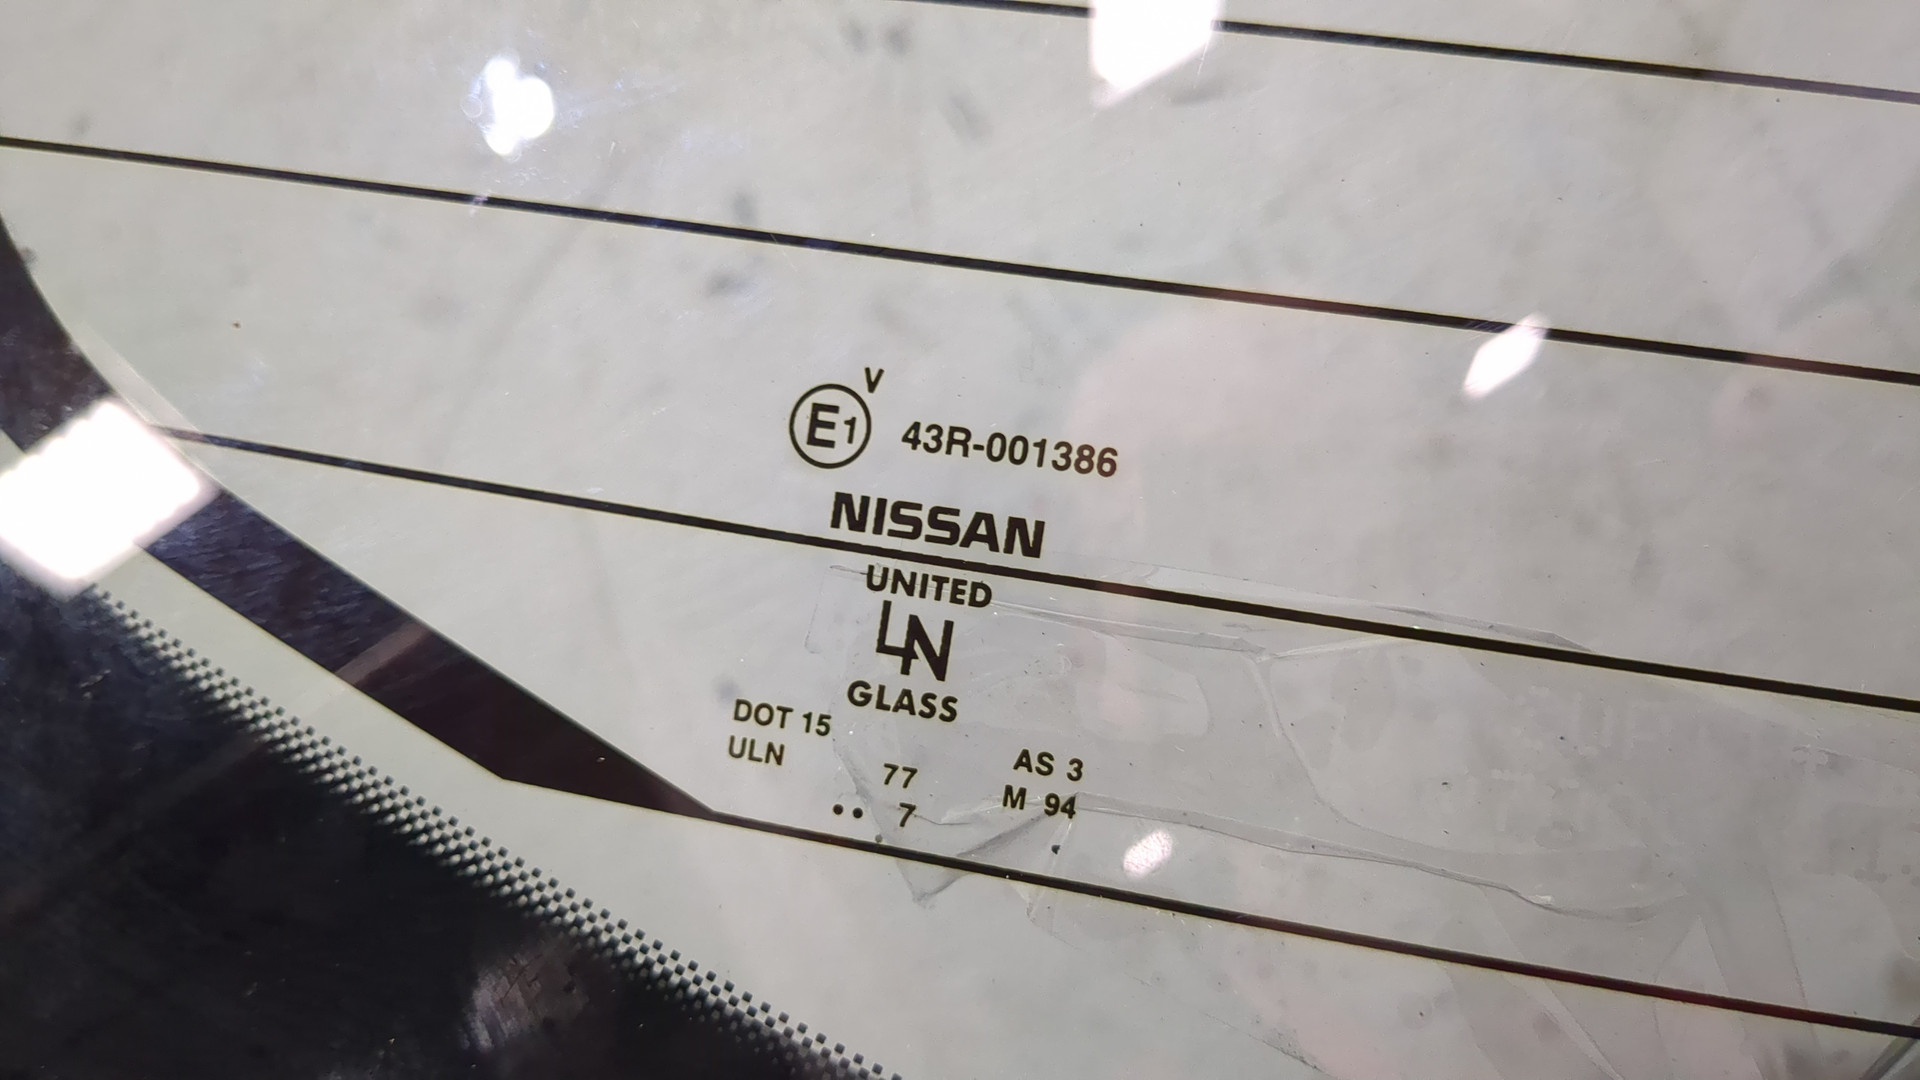 V
E1 43R-001386
NISSAN
UNITED
LN
GLASS
DOT 15
ULN
AS 3
77
M 94
•• 7